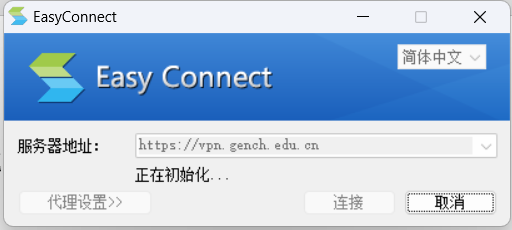 EasyConnect
Easy Connect
简体中文
服务器地址:
https://vpn.gench.edu.cn
正在初始化...
代理设置>>
连接
取消